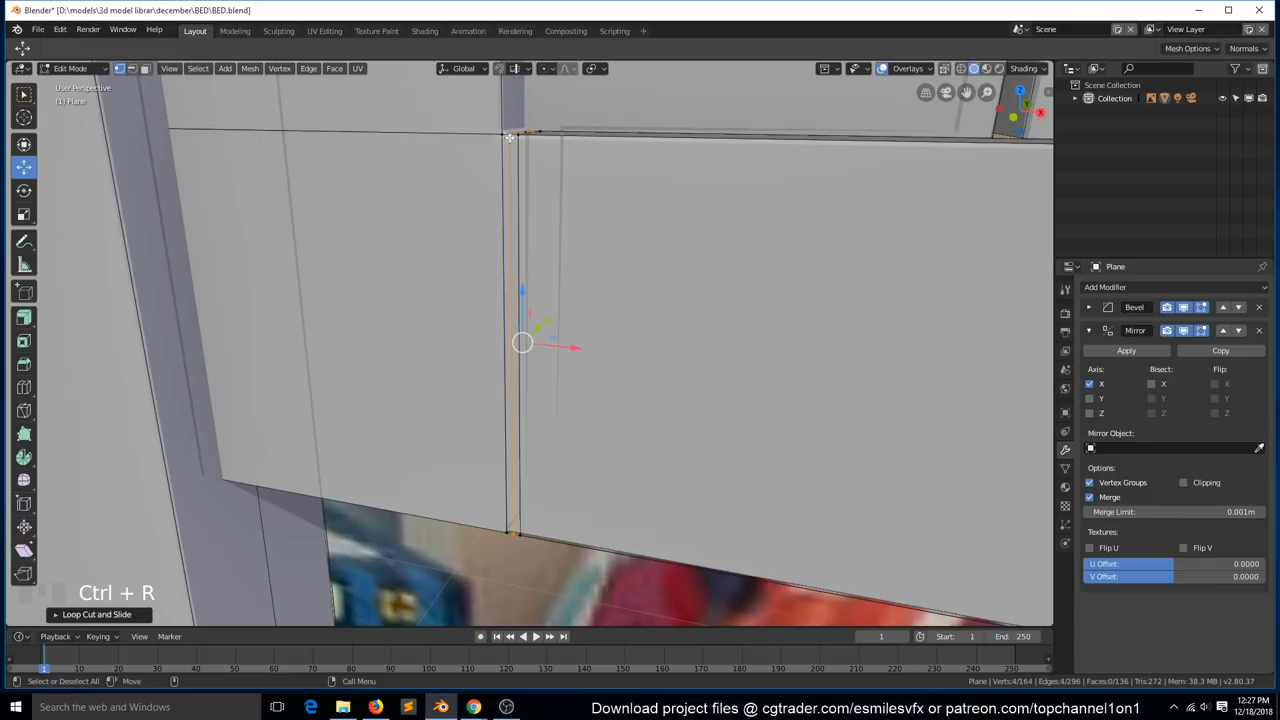 Blender* [D:\models\3d model librar\december\BED\BED.blend]
File Edit Render Window Help Layout Modeling Sculpting UV Editing Texture Paint Shading Animation Rendering Compositing Scripting + Scene View Layer
Mesh Options Normals
Edit Mode View Select Add Mesh Vertex Edge Face UV Global Overlays Shading
User Perspective
(1) Plane
Z
Y
X
Scene Collection
Collection
Plane
Add Modifier
Bevel
Mirror
Apply Copy
Axis: Bisect: Flip:
X X X
Y Y Y
Z Z Z
Mirror Object:
Options:
Vertex Groups Clipping
Merge
Merge Limit: 0.001m
Textures:
Flip U Flip V
U Offset: 0.0000
V Offset: 0.0000
Ctrl + R
Loop Cut and Slide
Playback Keying View Marker 1 Start: 1 End: 250
1 10 20 30 40 50 60 70 80 90 100 110 120 130 140 150 160 170 180 190 200 210 220 230 240 250
Select or Deselect All Move Call Menu Plane | Verts:4/164 | Edges:4/296 | Faces:0/136 | Tris:272 | Mem: 38.3 MB | v2.80.37
Search the web and Windows
Download project files @ cgtrader.com/esmilesvfx or patreon.com/topchannel1on1
12:27 PM
12/18/2018